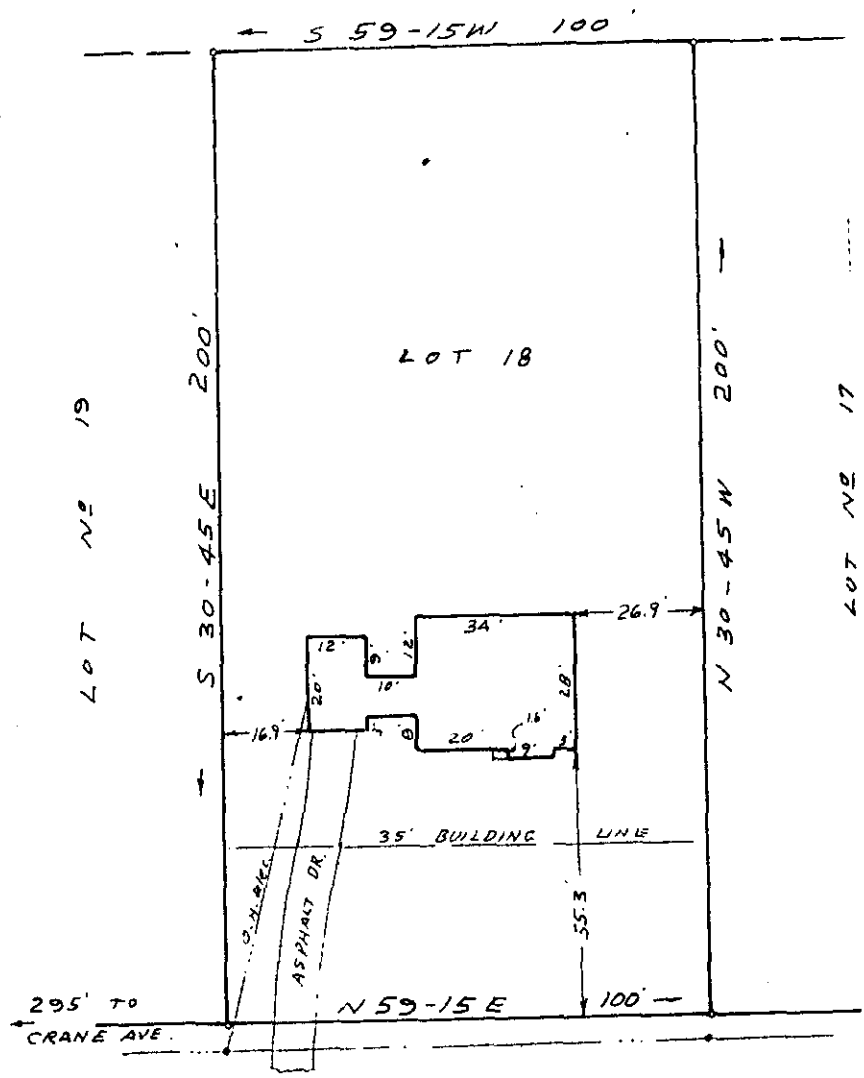 ← S 59-15W 100'
LOT 18
LOT Nº 19
S 30-45 E 200'
N 30-45 W 200'
LOT Nº 17
34'
26.9'
12'
9'
12'
10'
20'
28'
16.9'
5'
8'
20'
1.6'
9'
3'
35' BUILDING LINE
O.H. ELEC.
ASPHALT DR.
55.3
295' TO
CRANE AVE.
N 59-15 E 100'